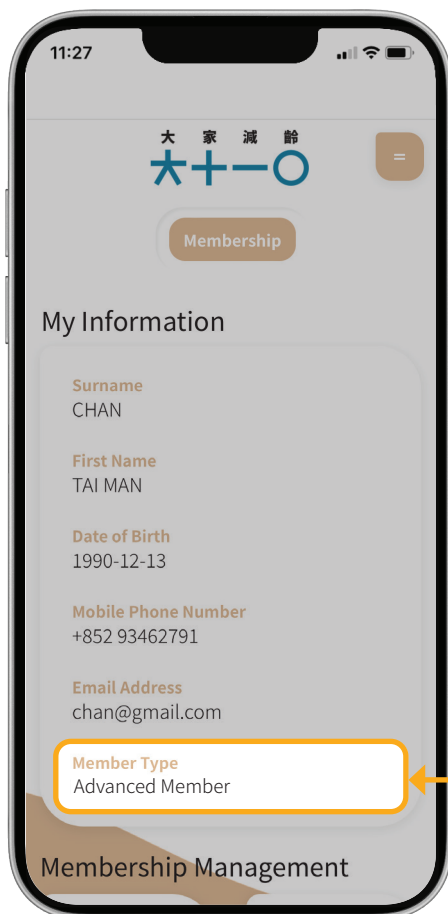 11:27
大家減齡
大十一〇
Membership
=
My Information
Surname
CHAN
First Name
TAI MAN
Date of Birth
1990-12-13
Mobile Phone Number
+852 93462791
Email Address
chan@gmail.com
Member Type
Advanced Member
Membership Management